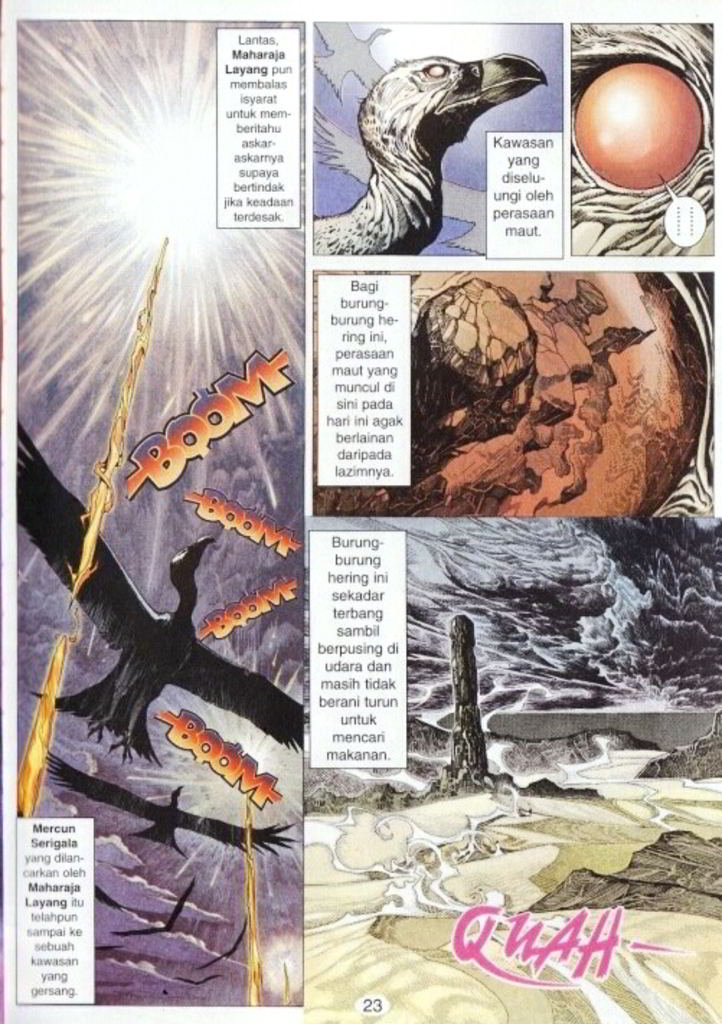 Lantas,
Maharaja
Layang pun
membalas
isyarat
untuk mem-
beritahu
askar-
askarnya
supaya
bertindak
jika keadaan
terdesak.
BOOM
BOOM
BOOM
BOOM
Mercun
Serigala
yang dilan-
carkan oleh
Maharaja
Layang itu
telahpun
sampai ke
sebuah
kawasan
yang
gersang.
Kawasan
yang
diselu-
ungi oleh
perasaan
maut.
Bagi
burung-
burung he-
ring ini,
perasaan
maut yang
muncul di
sini pada
hari ini agak
berlainan
daripada
lazimnya.
Burung-
burung
hering ini
sekadar
terbang
sambil
berpusing di
udara dan
masih tidak
berani turun
untuk
mencari
makanan.
QUAH
23